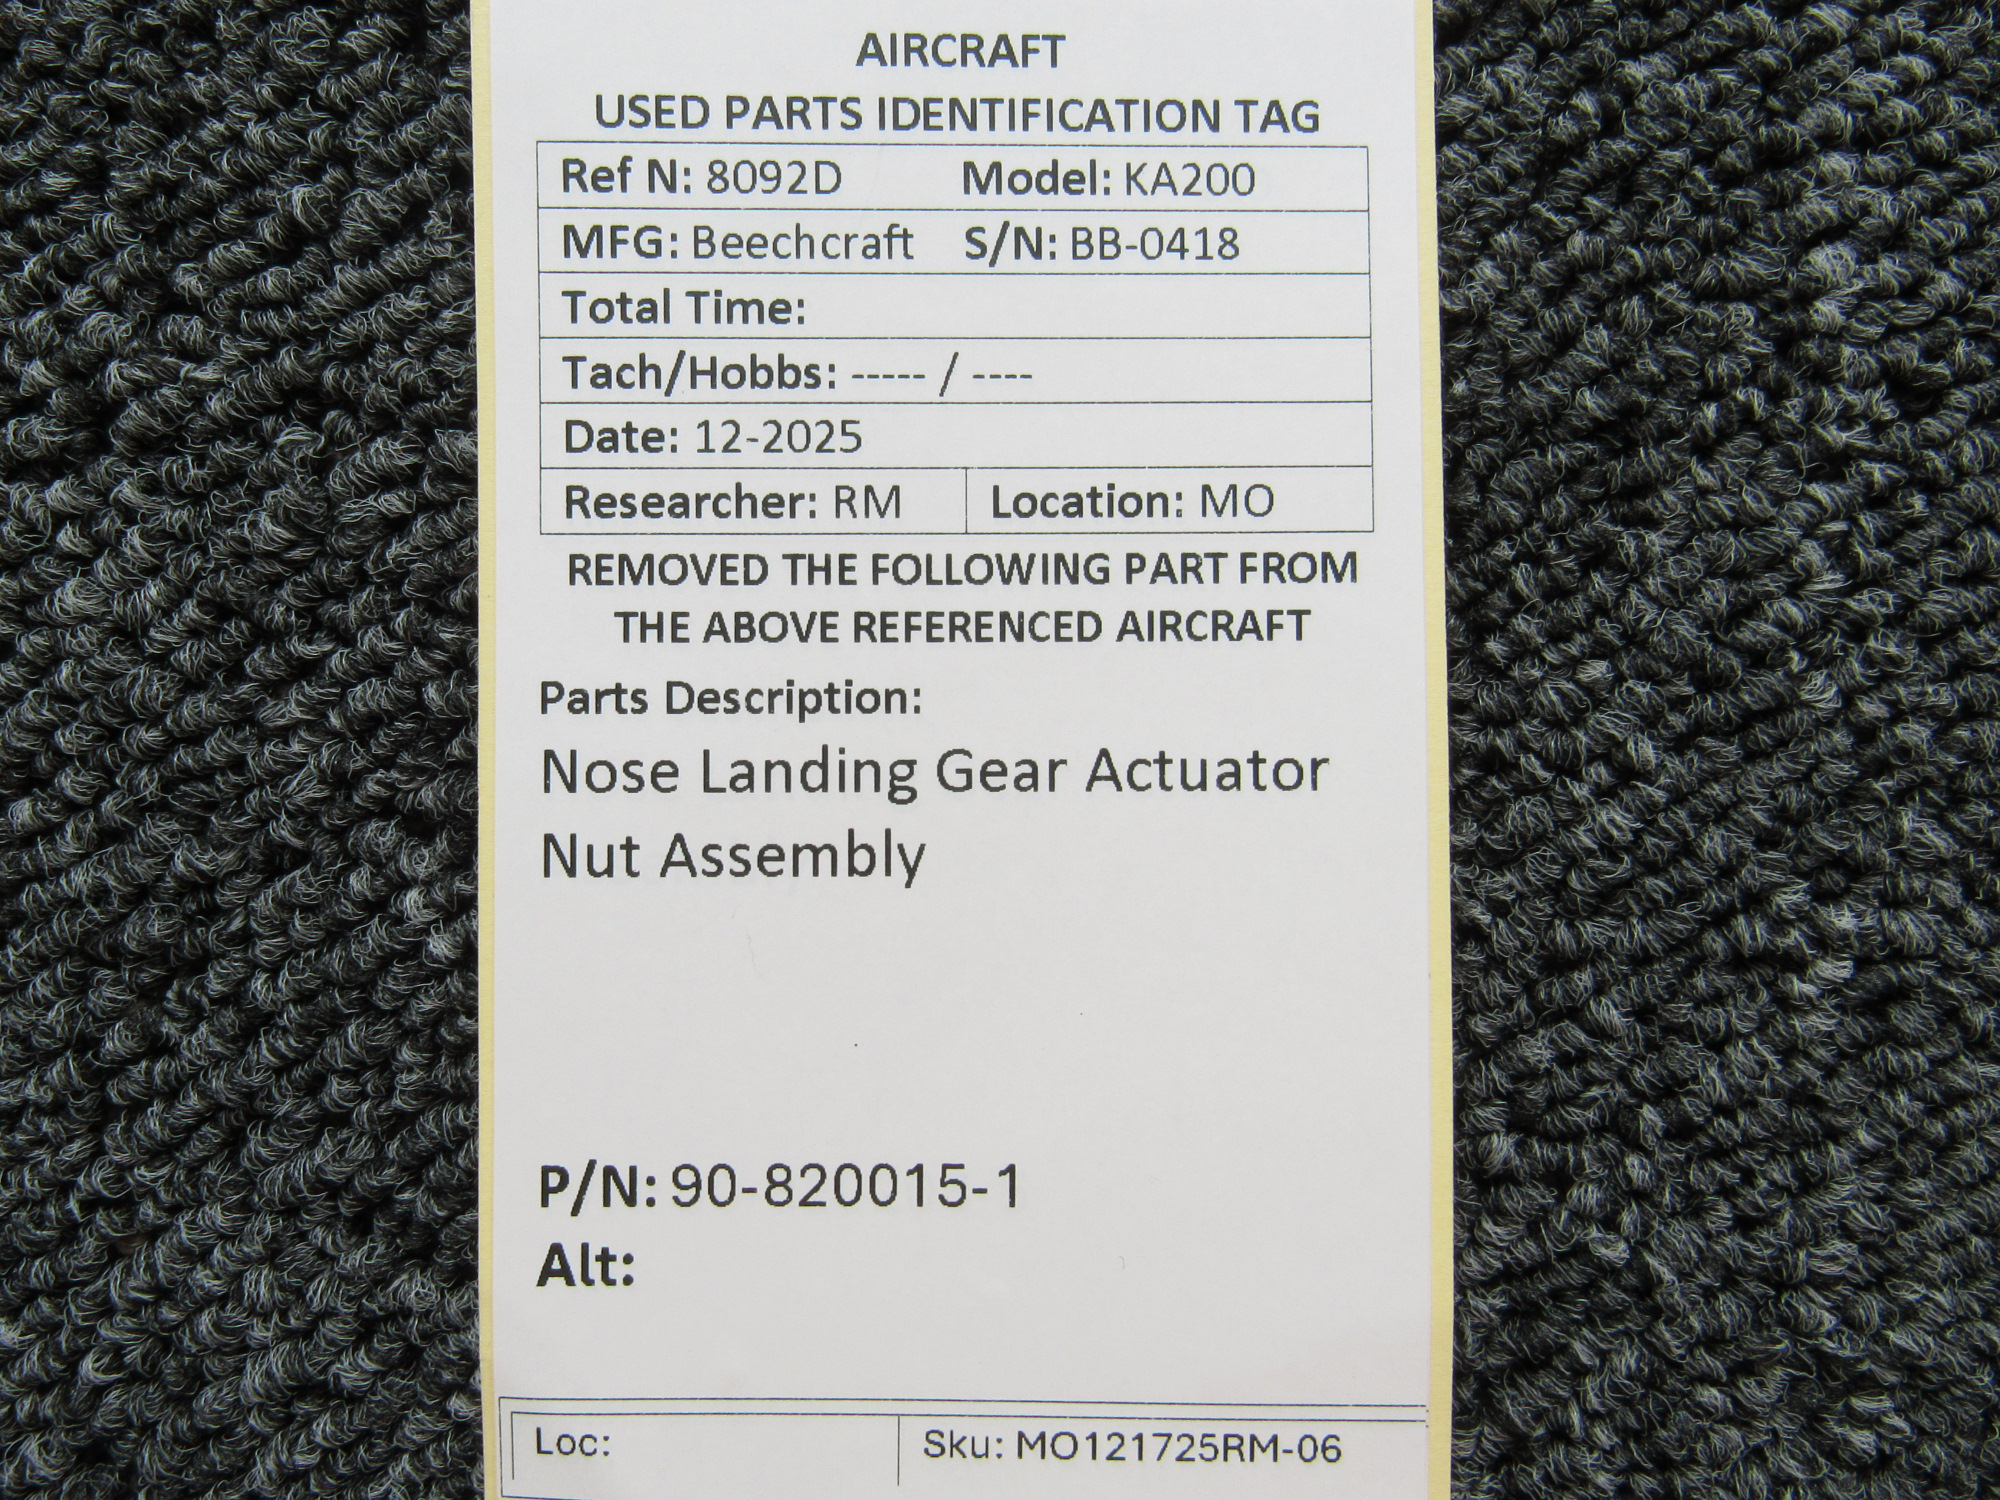 AIRCRAFT
USED PARTS IDENTIFICATION TAG
Ref N: 8092D Model: KA200
MFG: Beechcraft S/N: BB-0418
Total Time:
Tach/Hobbs: ----- / ----
Date: 12-2025
Researcher: RM Location: MO
REMOVED THE FOLLOWING PART FROM
THE ABOVE REFERENCED AIRCRAFT
Parts Description:
Nose Landing Gear Actuator
Nut Assembly
P/N: 90-820015-1
Alt:
Loc: Sku: MO121725RM-06